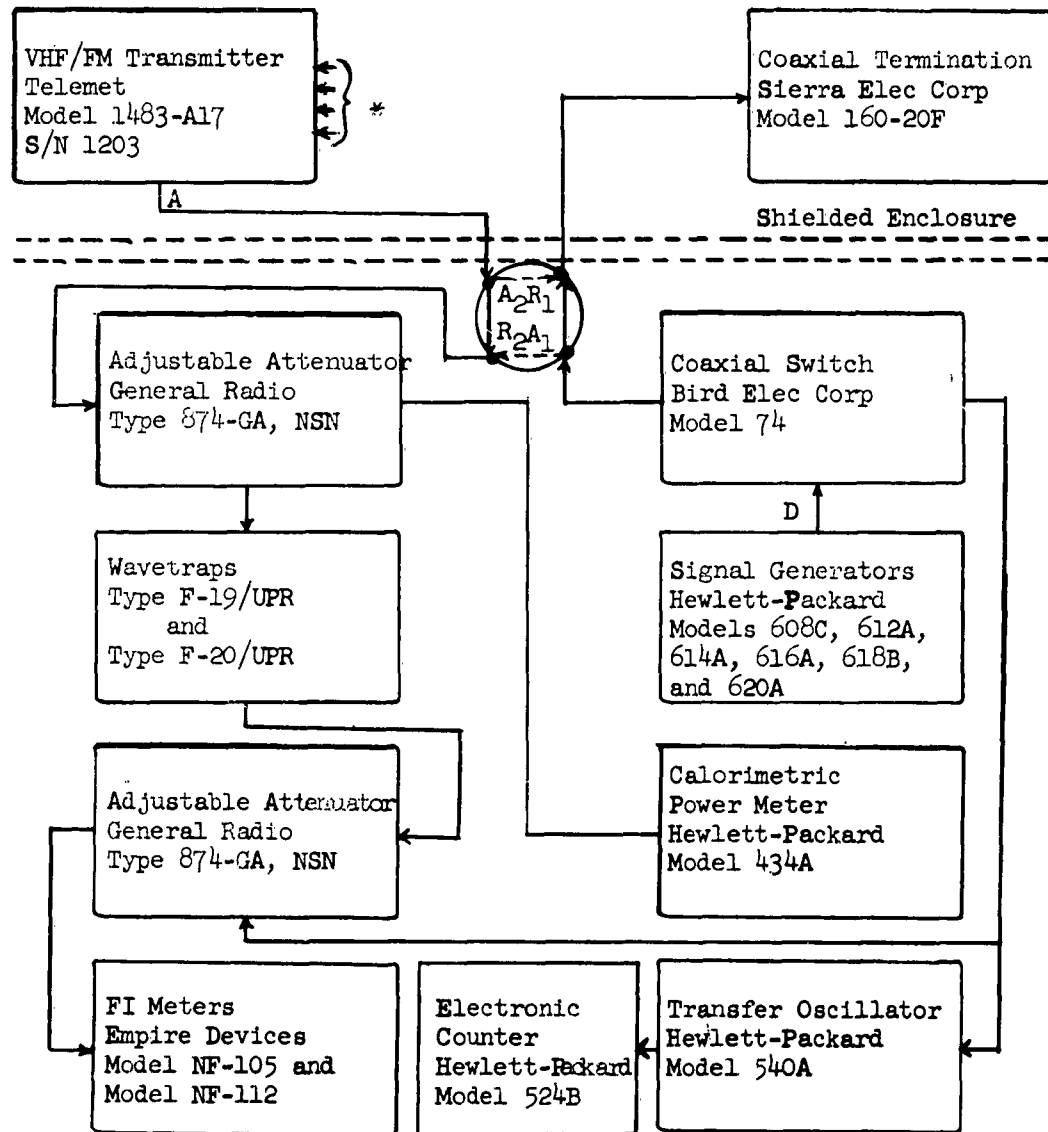 VHF/FM Transmitter
Telemet
Model 1483-A17
S/N 1203
*
Coaxial Termination
Sierra Elec Corp
Model 160-20F
A
Shielded Enclosure
A2R1
R2A1
Adjustable Attenuator
General Radio
Type 874-GA, NSN
Coaxial Switch
Bird Elec Corp
Model 74
D
Wavetraps
Type F-19/UPR
and
Type F-20/UPR
Signal Generators
Hewlett-Packard
Models 608C, 612A,
614A, 616A, 618B,
and 620A
Adjustable Attenuator
General Radio
Type 874-GA, NSN
Calorimetric
Power Meter
Hewlett-Packard
Model 434A
FI Meters
Empire Devices
Model NF-105 and
Model NF-112
Electronic
Counter
Hewlett-Packard
Model 524B
Transfer Oscillator
Hewlett-Packard
Model 540A